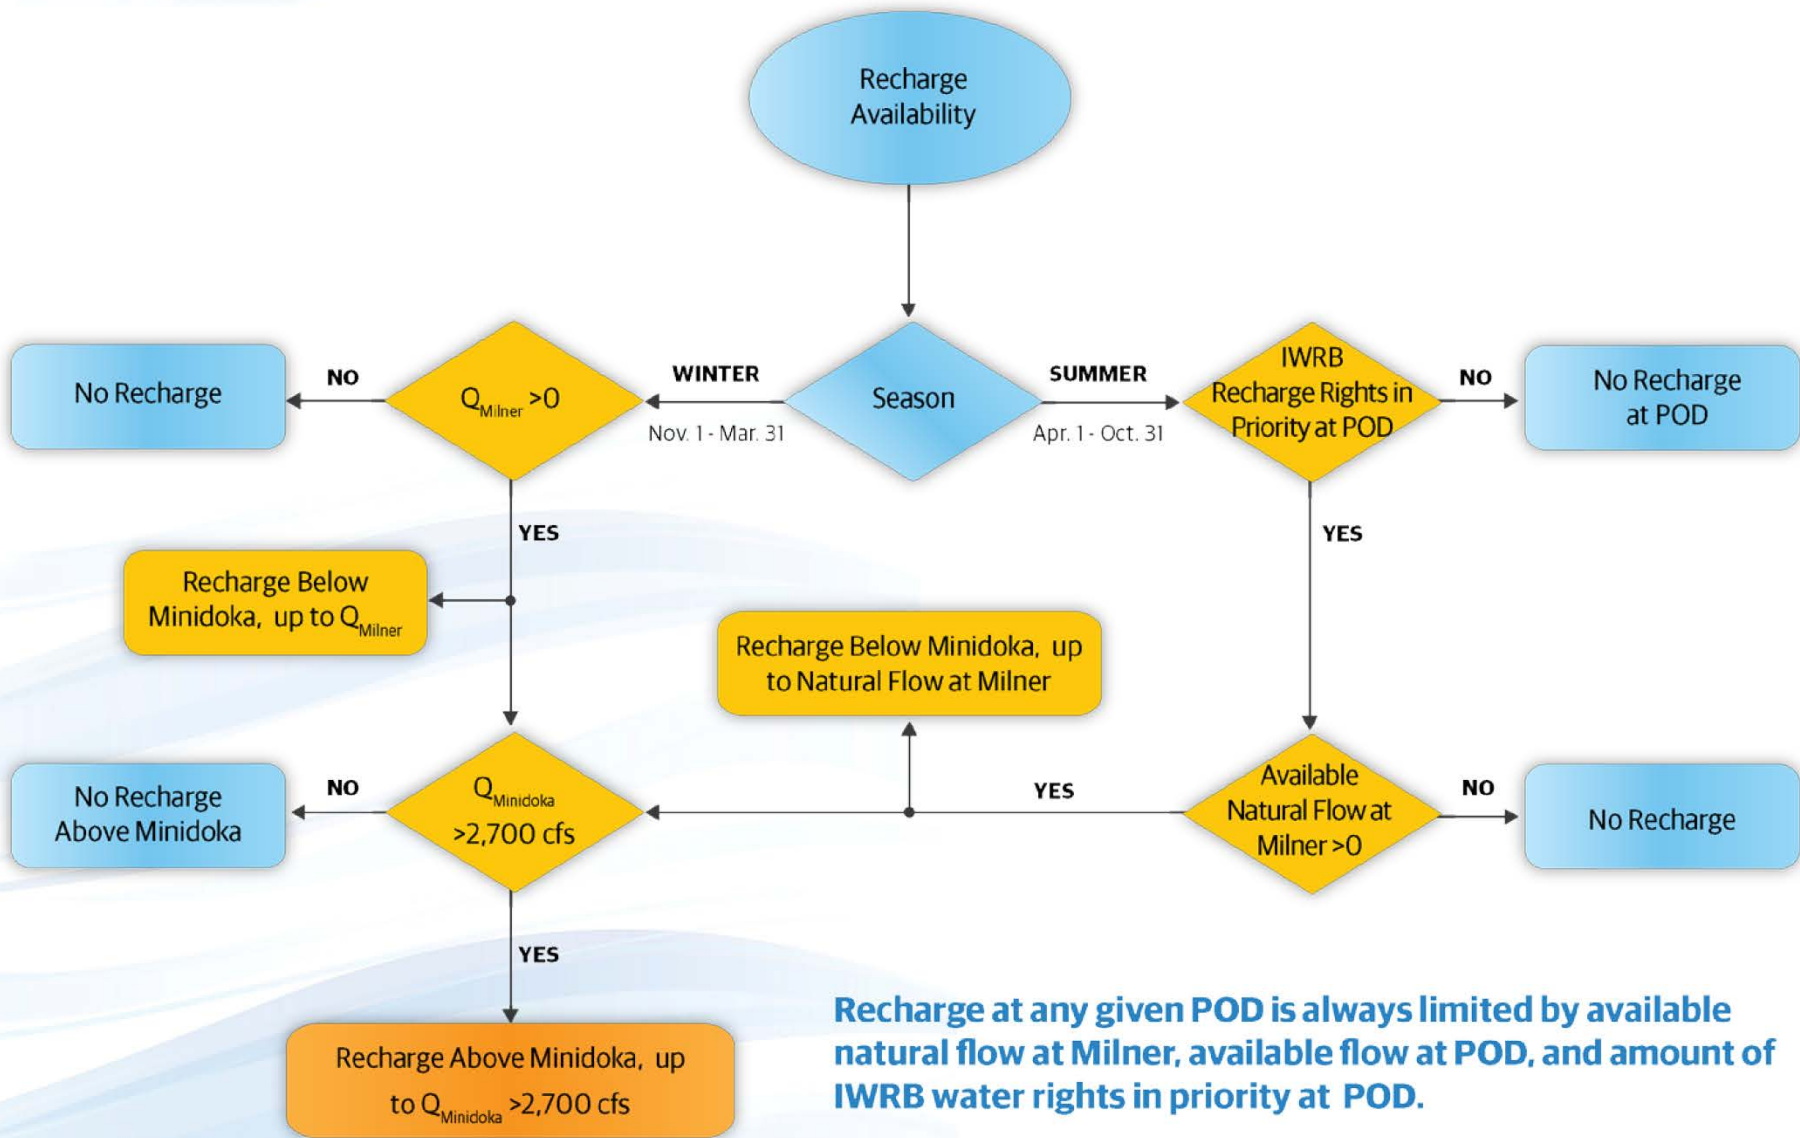 Recharge
Availability
No Recharge
NO
Q_Milner >0
WINTER
Nov. 1 - Mar. 31
Season
SUMMER
Apr. 1 - Oct. 31
IWRB
Recharge Rights in
Priority at POD
NO
No Recharge
at POD
YES
YES
Recharge Below
Minidoka, up to Q_Milner
Recharge Below Minidoka, up
to Natural Flow at Milner
No Recharge
Above Minidoka
NO
Q_Minidoka
>2,700 cfs
YES
Available
Natural Flow at
Milner >0
NO
No Recharge
YES
Recharge Above Minidoka, up
to Q_Minidoka >2,700 cfs
Recharge at any given POD is always limited by available
natural flow at Milner, available flow at POD, and amount of
IWRB water rights in priority at POD.